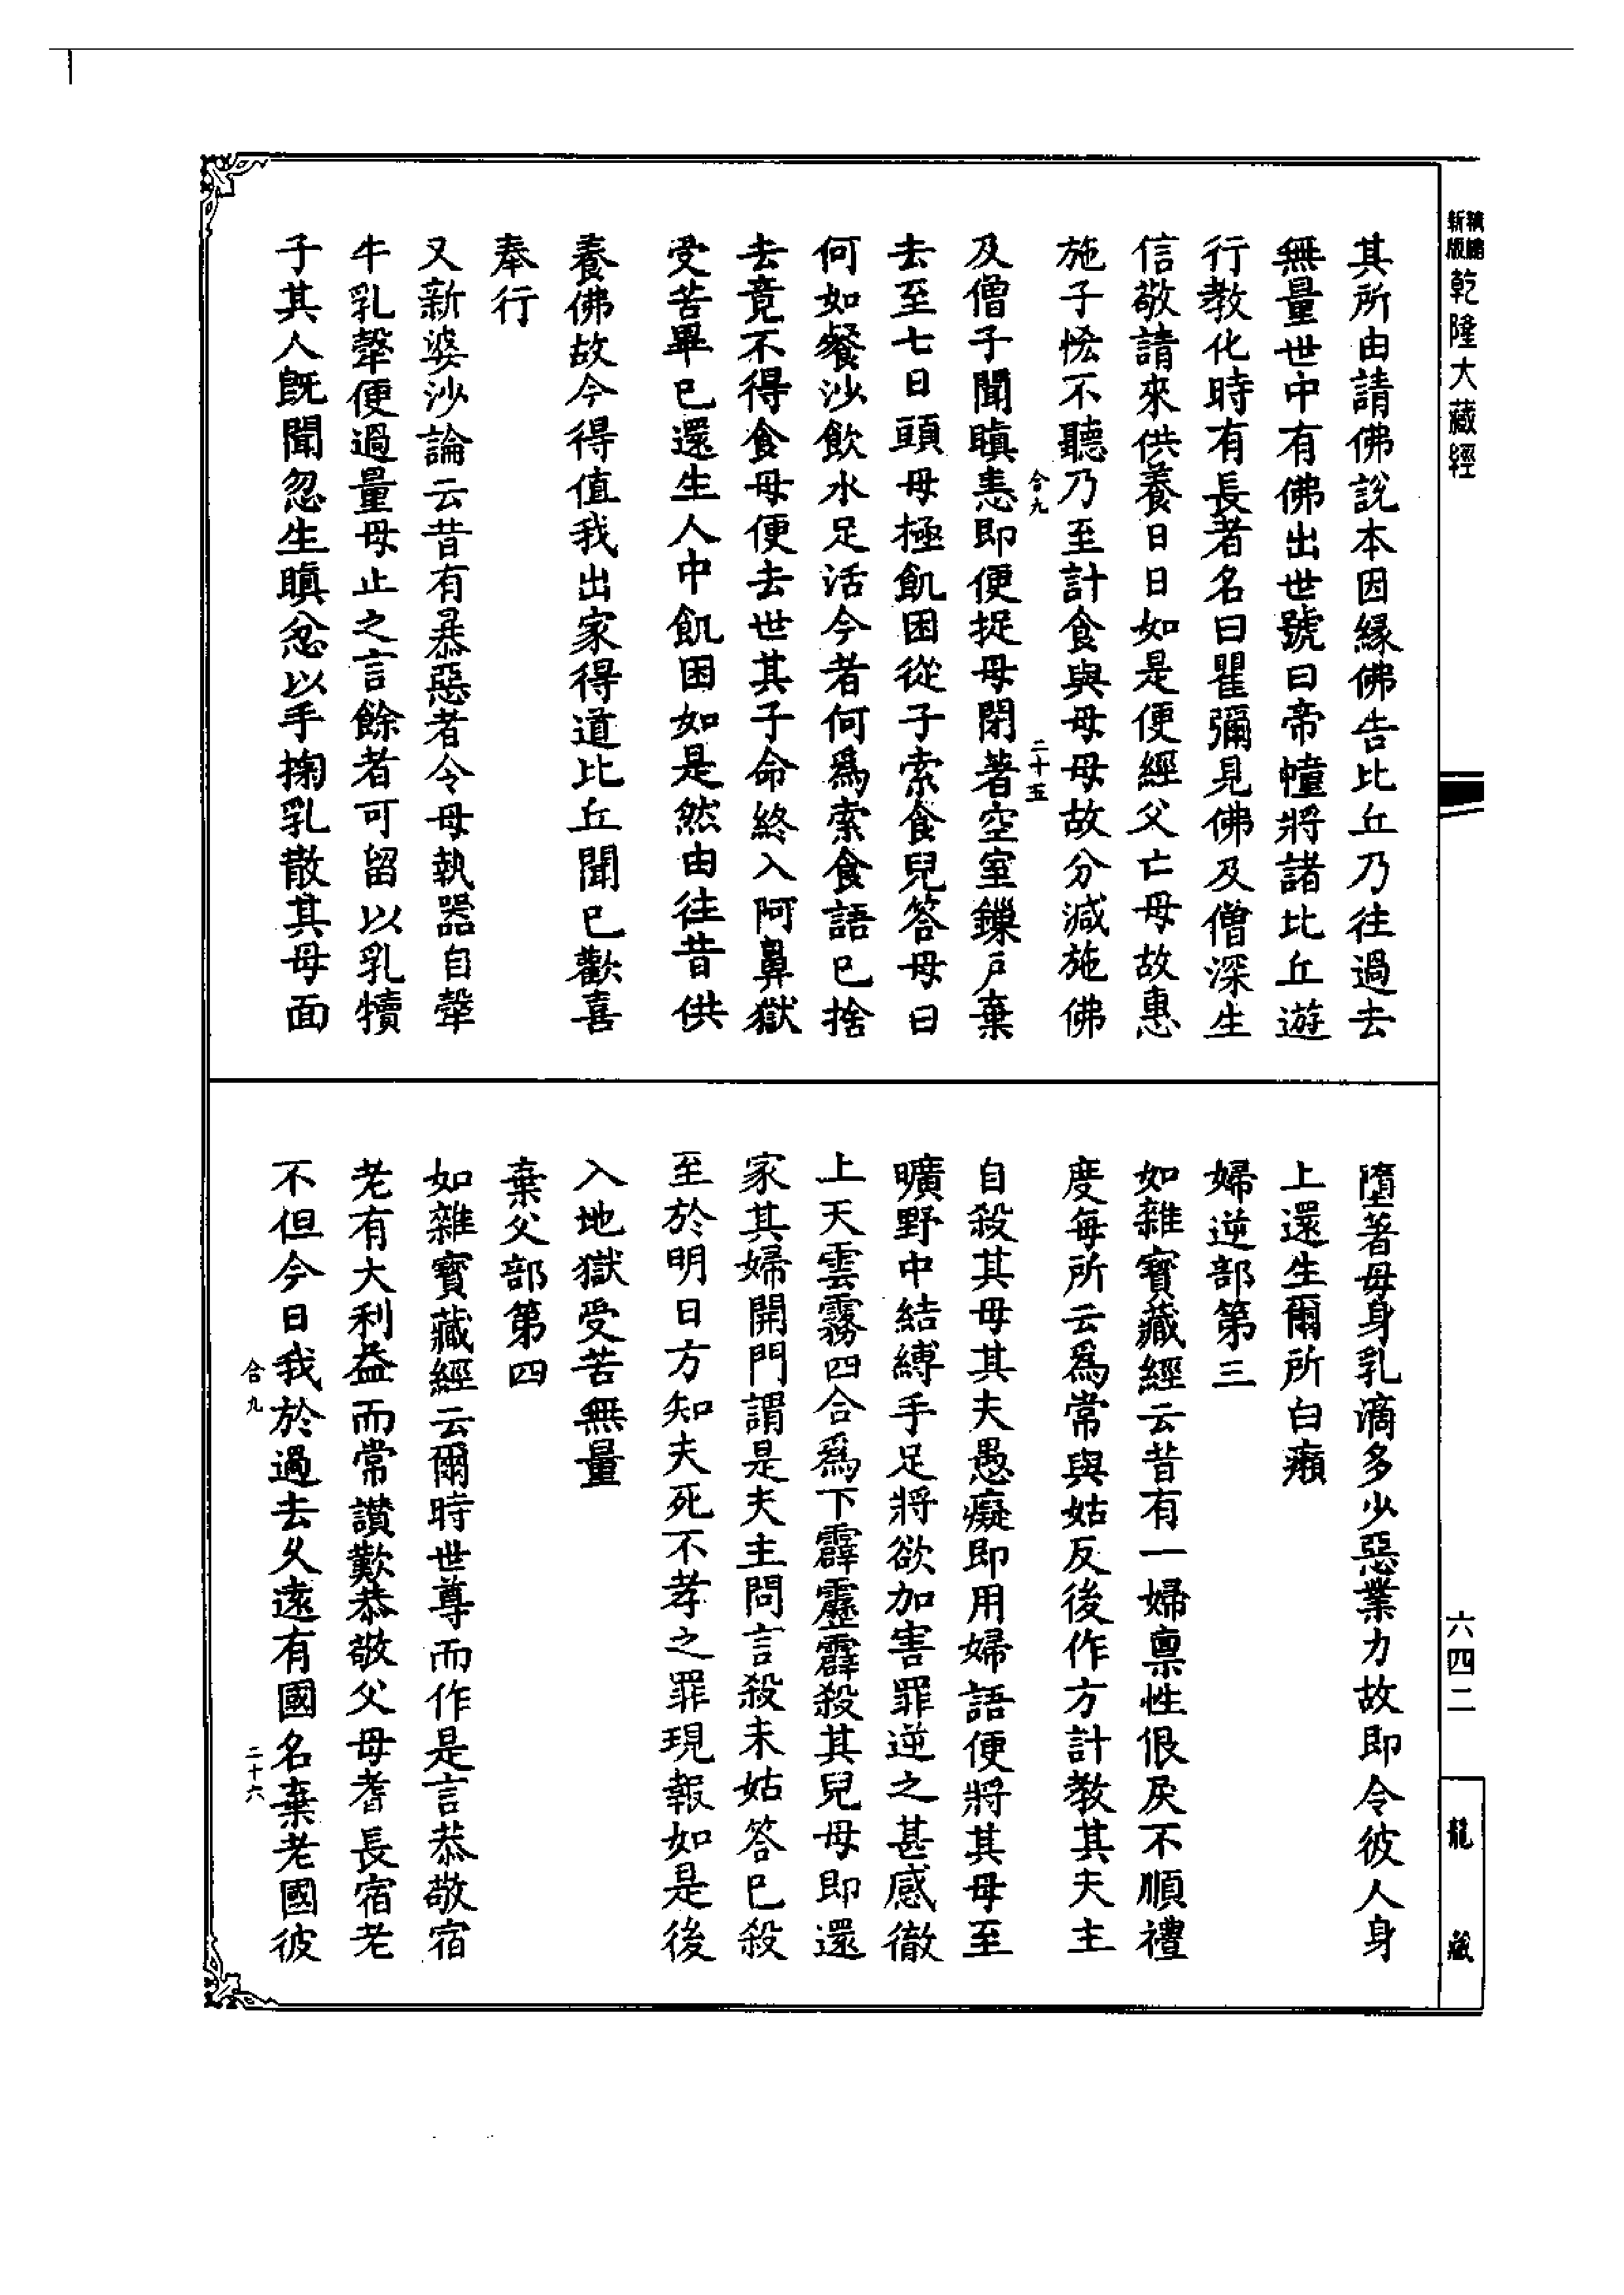 精縮新版
乾隆大藏經
六四二
龍藏
其所由請佛說本因緣佛告比丘乃往過去
無量世中有佛出世號曰帝幢將諸比丘遊
行教化時有長者名曰瞿彌見佛及僧深生
信敬請來供養日日如是便經父亡母故惠
施子慳不聽乃至計食與母母故分減施佛
合九
二十五
及僧子聞瞋恚即便捉母閉著空室鏁戶棄
去至七日頭母極飢困從子索食兒答母曰
何如餐沙飲水足活今者何爲索食語已捨
去竟不得食母便去世其子命終入阿鼻獄
受苦畢已還生人中飢困如是然由往昔供
養佛故今得值我出家得道比丘聞已歡喜
奉行
又新婆沙論云昔有暴惡者令母執器自𤛗
牛乳𤛗便過量母止之言餘者可留以乳犢
子其人既聞忽生瞋忿以手掬乳散其母面
墮著母身乳滴多少惡業力故即令彼人身
上還生爾所白癩
婦逆部第三
如雜寶藏經云昔有一婦稟性佷戾不順禮
度每所云爲常與姑反後作方計教其夫主
自殺其母其夫愚癡即用婦語便將其母至
曠野中結縛手足將欲加害罪逆之甚感徹
上天雲霧四合爲下霹靂霹殺其兒母即還
家其婦開門謂是夫主問言殺未姑答已殺
至於明日方知夫死不孝之罪現報如是後
入地獄受苦無量
棄父部第四
如雜寶藏經云爾時世尊而作是言恭敬宿
老有大利益而常讚歎恭敬父母耆長宿老
不但今日我於過去久遠有國名棄老國彼
合九
二十六